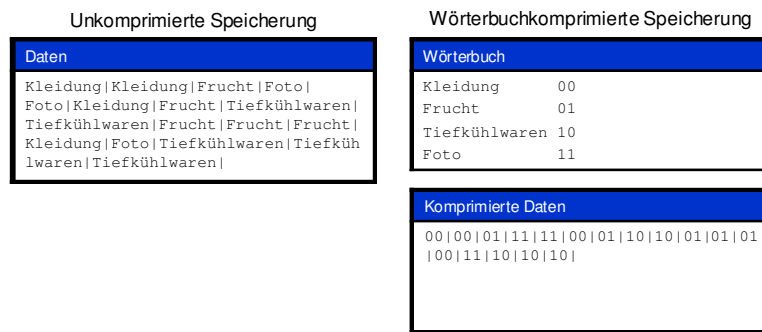 Unkomprimierte Speicherung
Daten
Kleidung|Kleidung|Frucht|Foto|
Foto|Kleidung|Frucht|Tiefkühlwaren|
Tiefkühlwaren|Frucht|Frucht|Frucht|
Kleidung|Foto|Tiefkühlwaren|Tiefküh
lwaren|Tiefkühlwaren|
Wörterbuchkomprimierte Speicherung
Wörterbuch
Kleidung 00
Frucht 01
Tiefkühlwaren 10
Foto 11
Komprimierte Daten
00|00|01|11|11|00|01|10|10|01|01|01
|00|11|10|10|10|